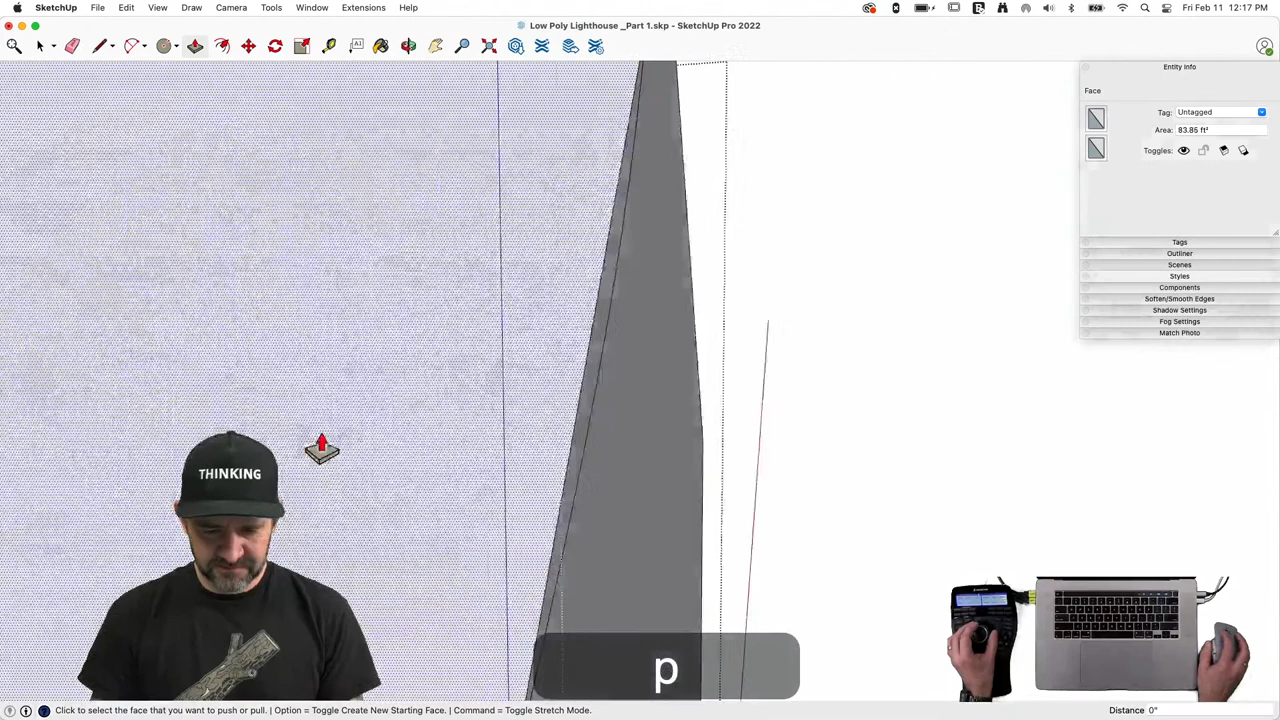 SketchUp File Edit View Draw Camera Tools Window Extensions Help
Fri Feb 11 12:17 PM
Low Poly Lighthouse _Part 1.skp - SketchUp Pro 2022
Entity Info
Face
Tag: Untagged
Area: 83.85 ft²
Toggles:
Tags
Outliner
Scenes
Styles
Components
Soften/Smooth Edges
Shadow Settings
Fog Settings
Match Photo
THINKING
p
Click to select the face that you want to push or pull. | Option = Toggle Create New Starting Face. | Command = Toggle Stretch Mode.
Distance 0"